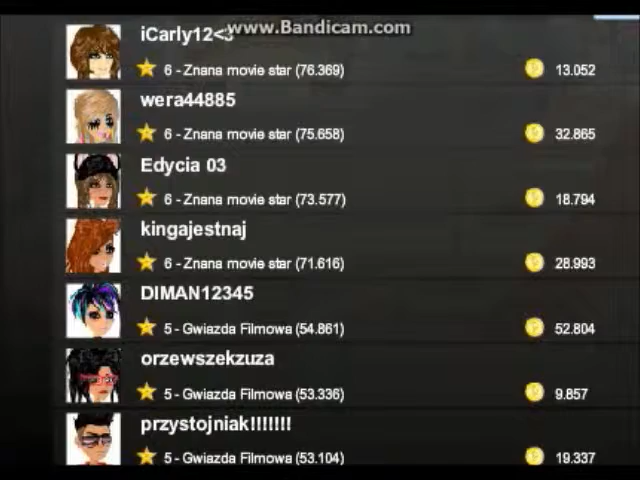 www.Bandicam.com
iCarly12<3
6 - Znana movie star (76.369) 13.052
wera44885
6 - Znana movie star (75.658) 32.865
Edycia 03
6 - Znana movie star (73.577) 18.794
kingajestnaj
6 - Znana movie star (71.616) 28.993
DIMAN12345
5 - Gwiazda Filmowa (54.861) 52.804
orzewszekzuza
5 - Gwiazda Filmowa (53.336) 9.857
przystojniak!!!!!!!
5 - Gwiazda Filmowa (53.104) 19.337